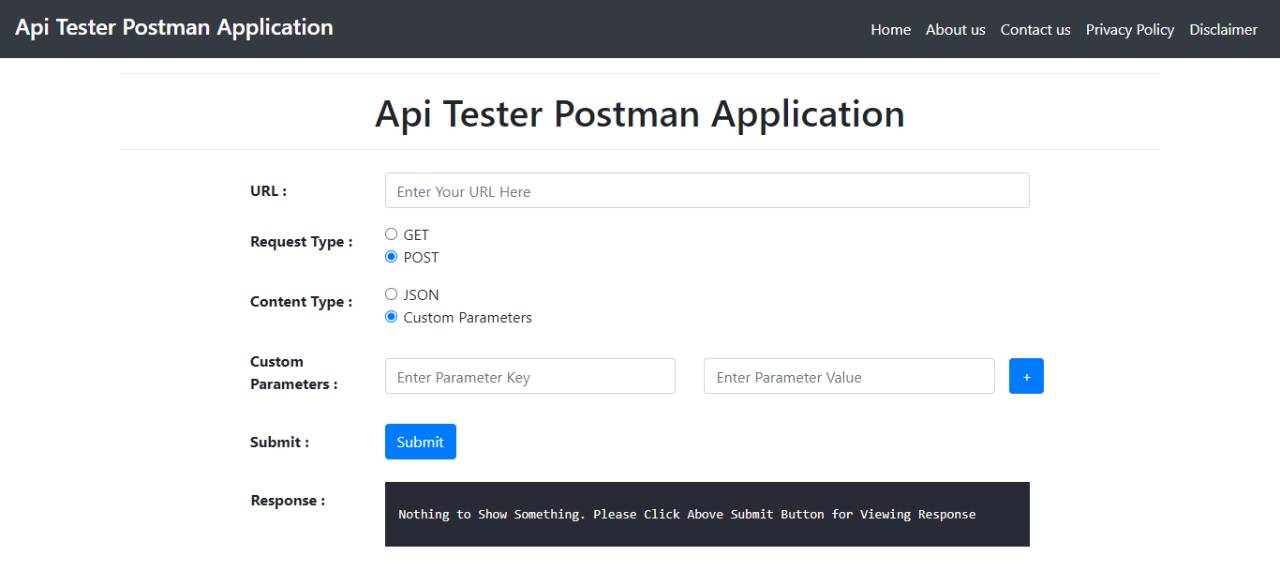 Api Tester Postman Application
Home About us Contact us Privacy Policy Disclaimer
Api Tester Postman Application
URL :
Enter Your URL Here
Request Type :
GET
POST
Content Type :
JSON
Custom Parameters
Custom
Parameters :
Enter Parameter Key
Enter Parameter Value
+
Submit :
Submit
Response :
Nothing to Show Something. Please Click Above Submit Button for Viewing Response